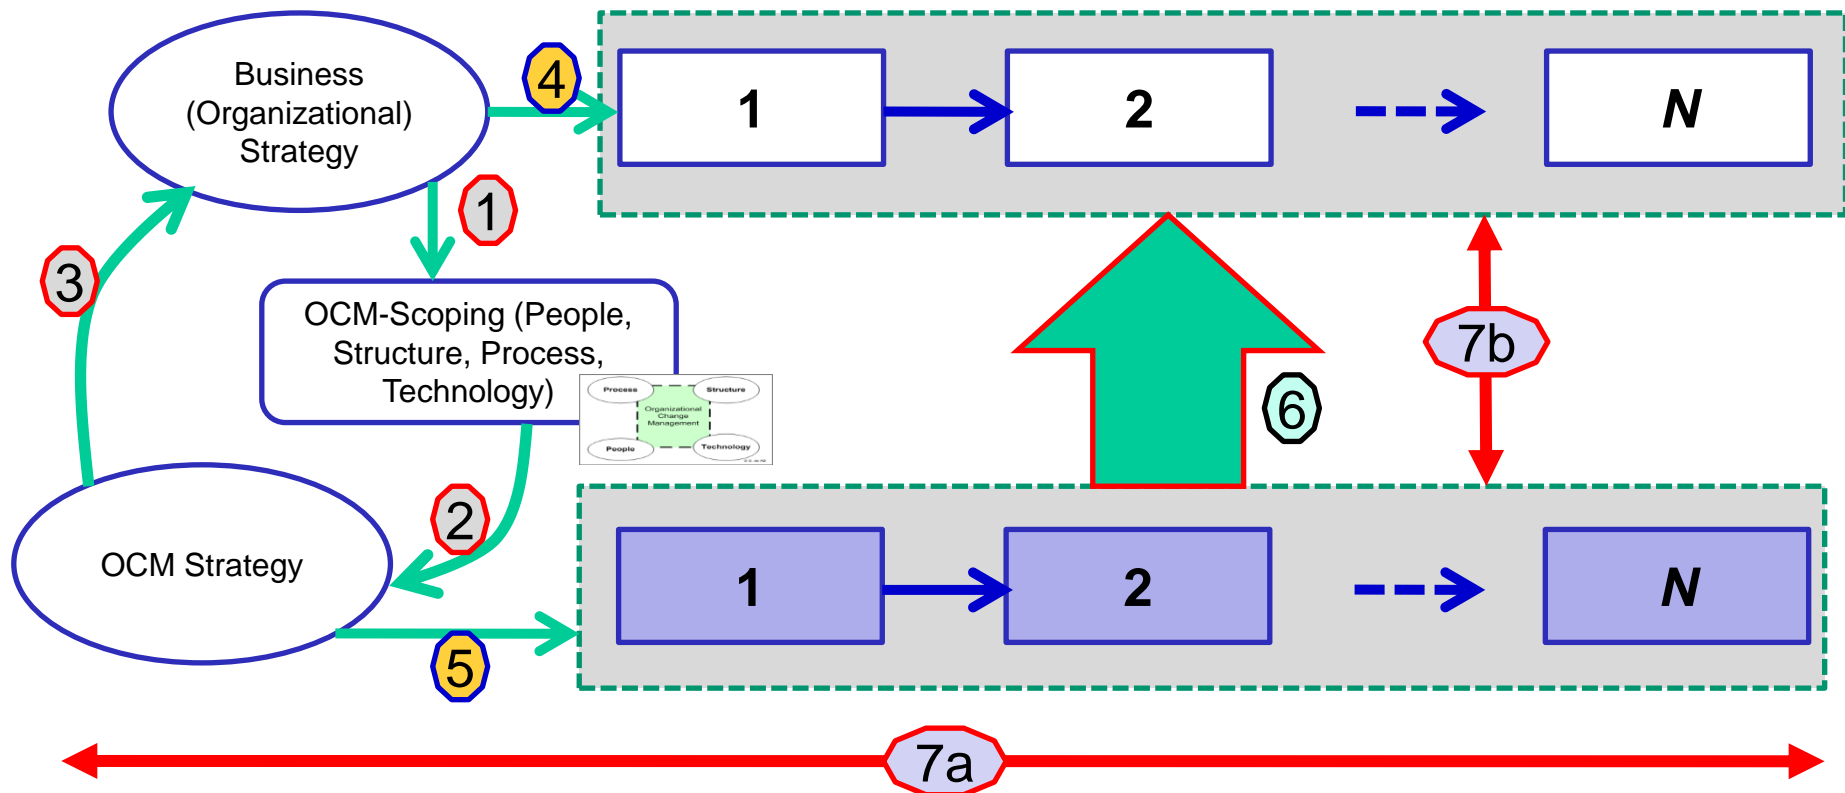 Business
(Organizational)
Strategy
4
1
2
N
1
3
OCM-Scoping (People,
Structure, Process,
Technology)
Process
Structure
Organizational
Change
Management
People
Technology
7b
6
2
OCM Strategy
1
2
N
5
7a